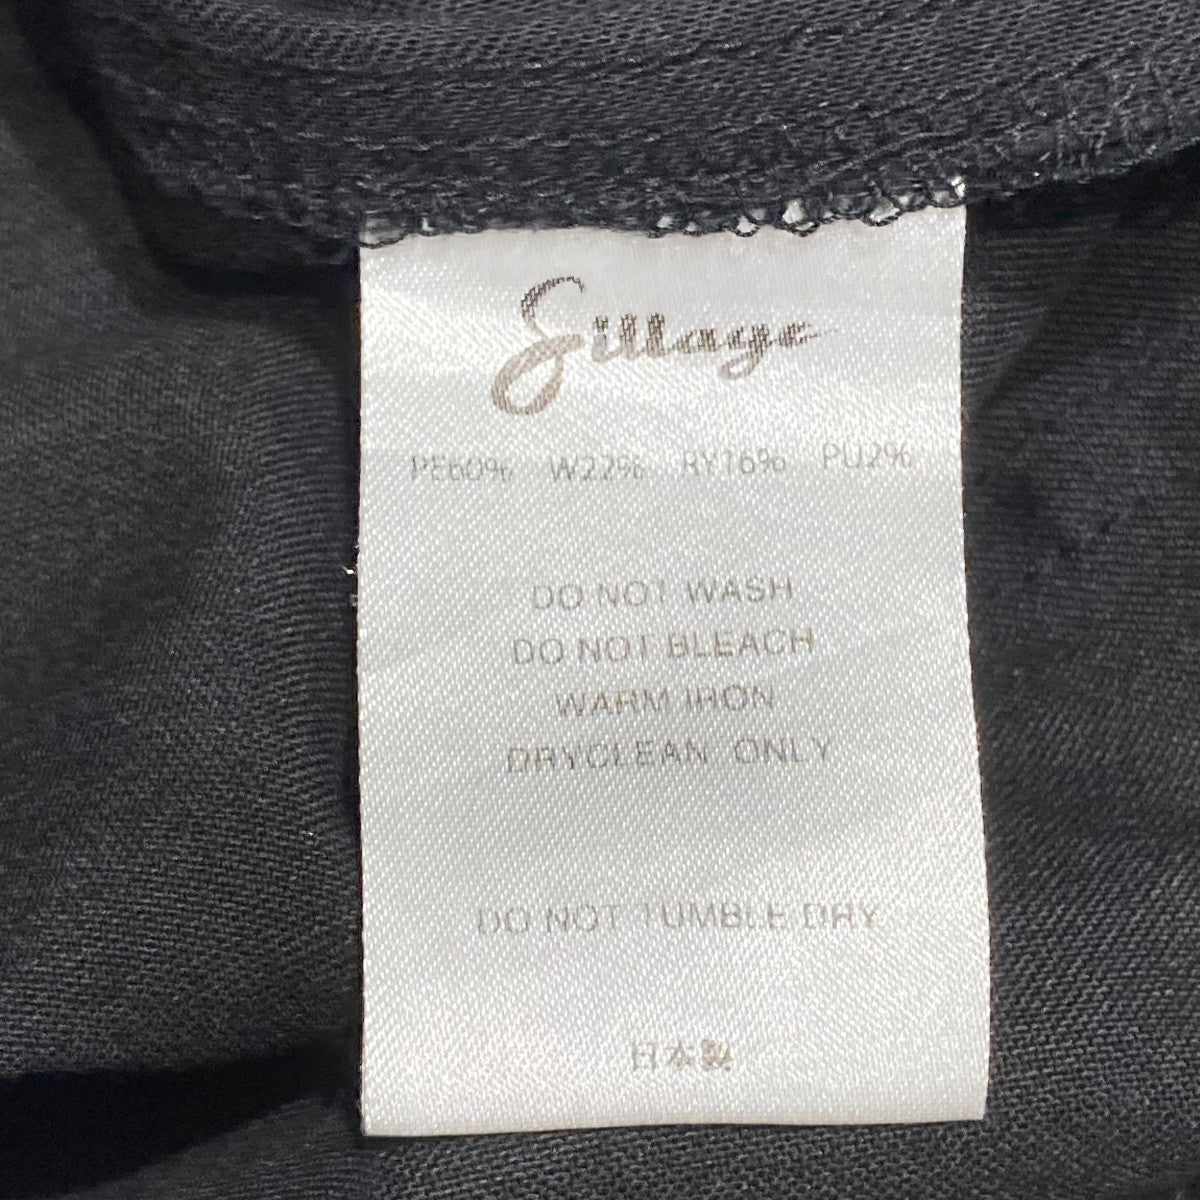 Sillage
PE60% W22% RY16% PU2%
DO NOT WASH
DO NOT BLEACH
WARM IRON
DRYCLEAN ONLY
DO NOT TUMBLE DRY
日本製